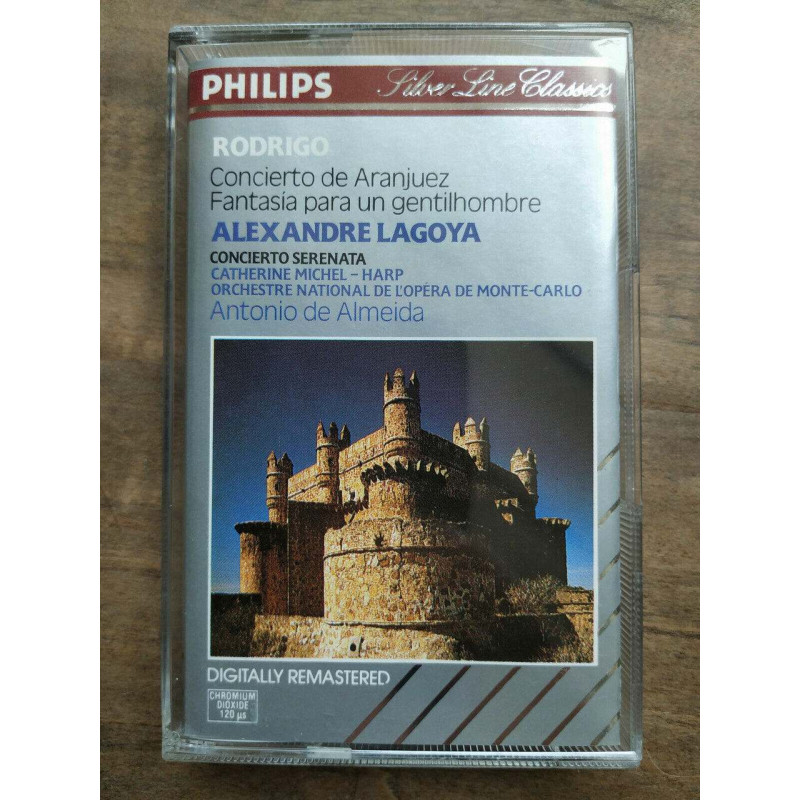 PHILIPS Silver Line Classics
RODRIGO
Concierto de Aranjuez
Fantasía para un gentilhombre
ALEXANDRE LAGOYA
CONCIERTO SERENATA
CATHERINE MICHEL – HARP
ORCHESTRE NATIONAL DE L'OPÉRA DE MONTE-CARLO
Antonio de Almeida
DIGITALLY REMASTERED
CHROMIUM
DIOXIDE
120 µs